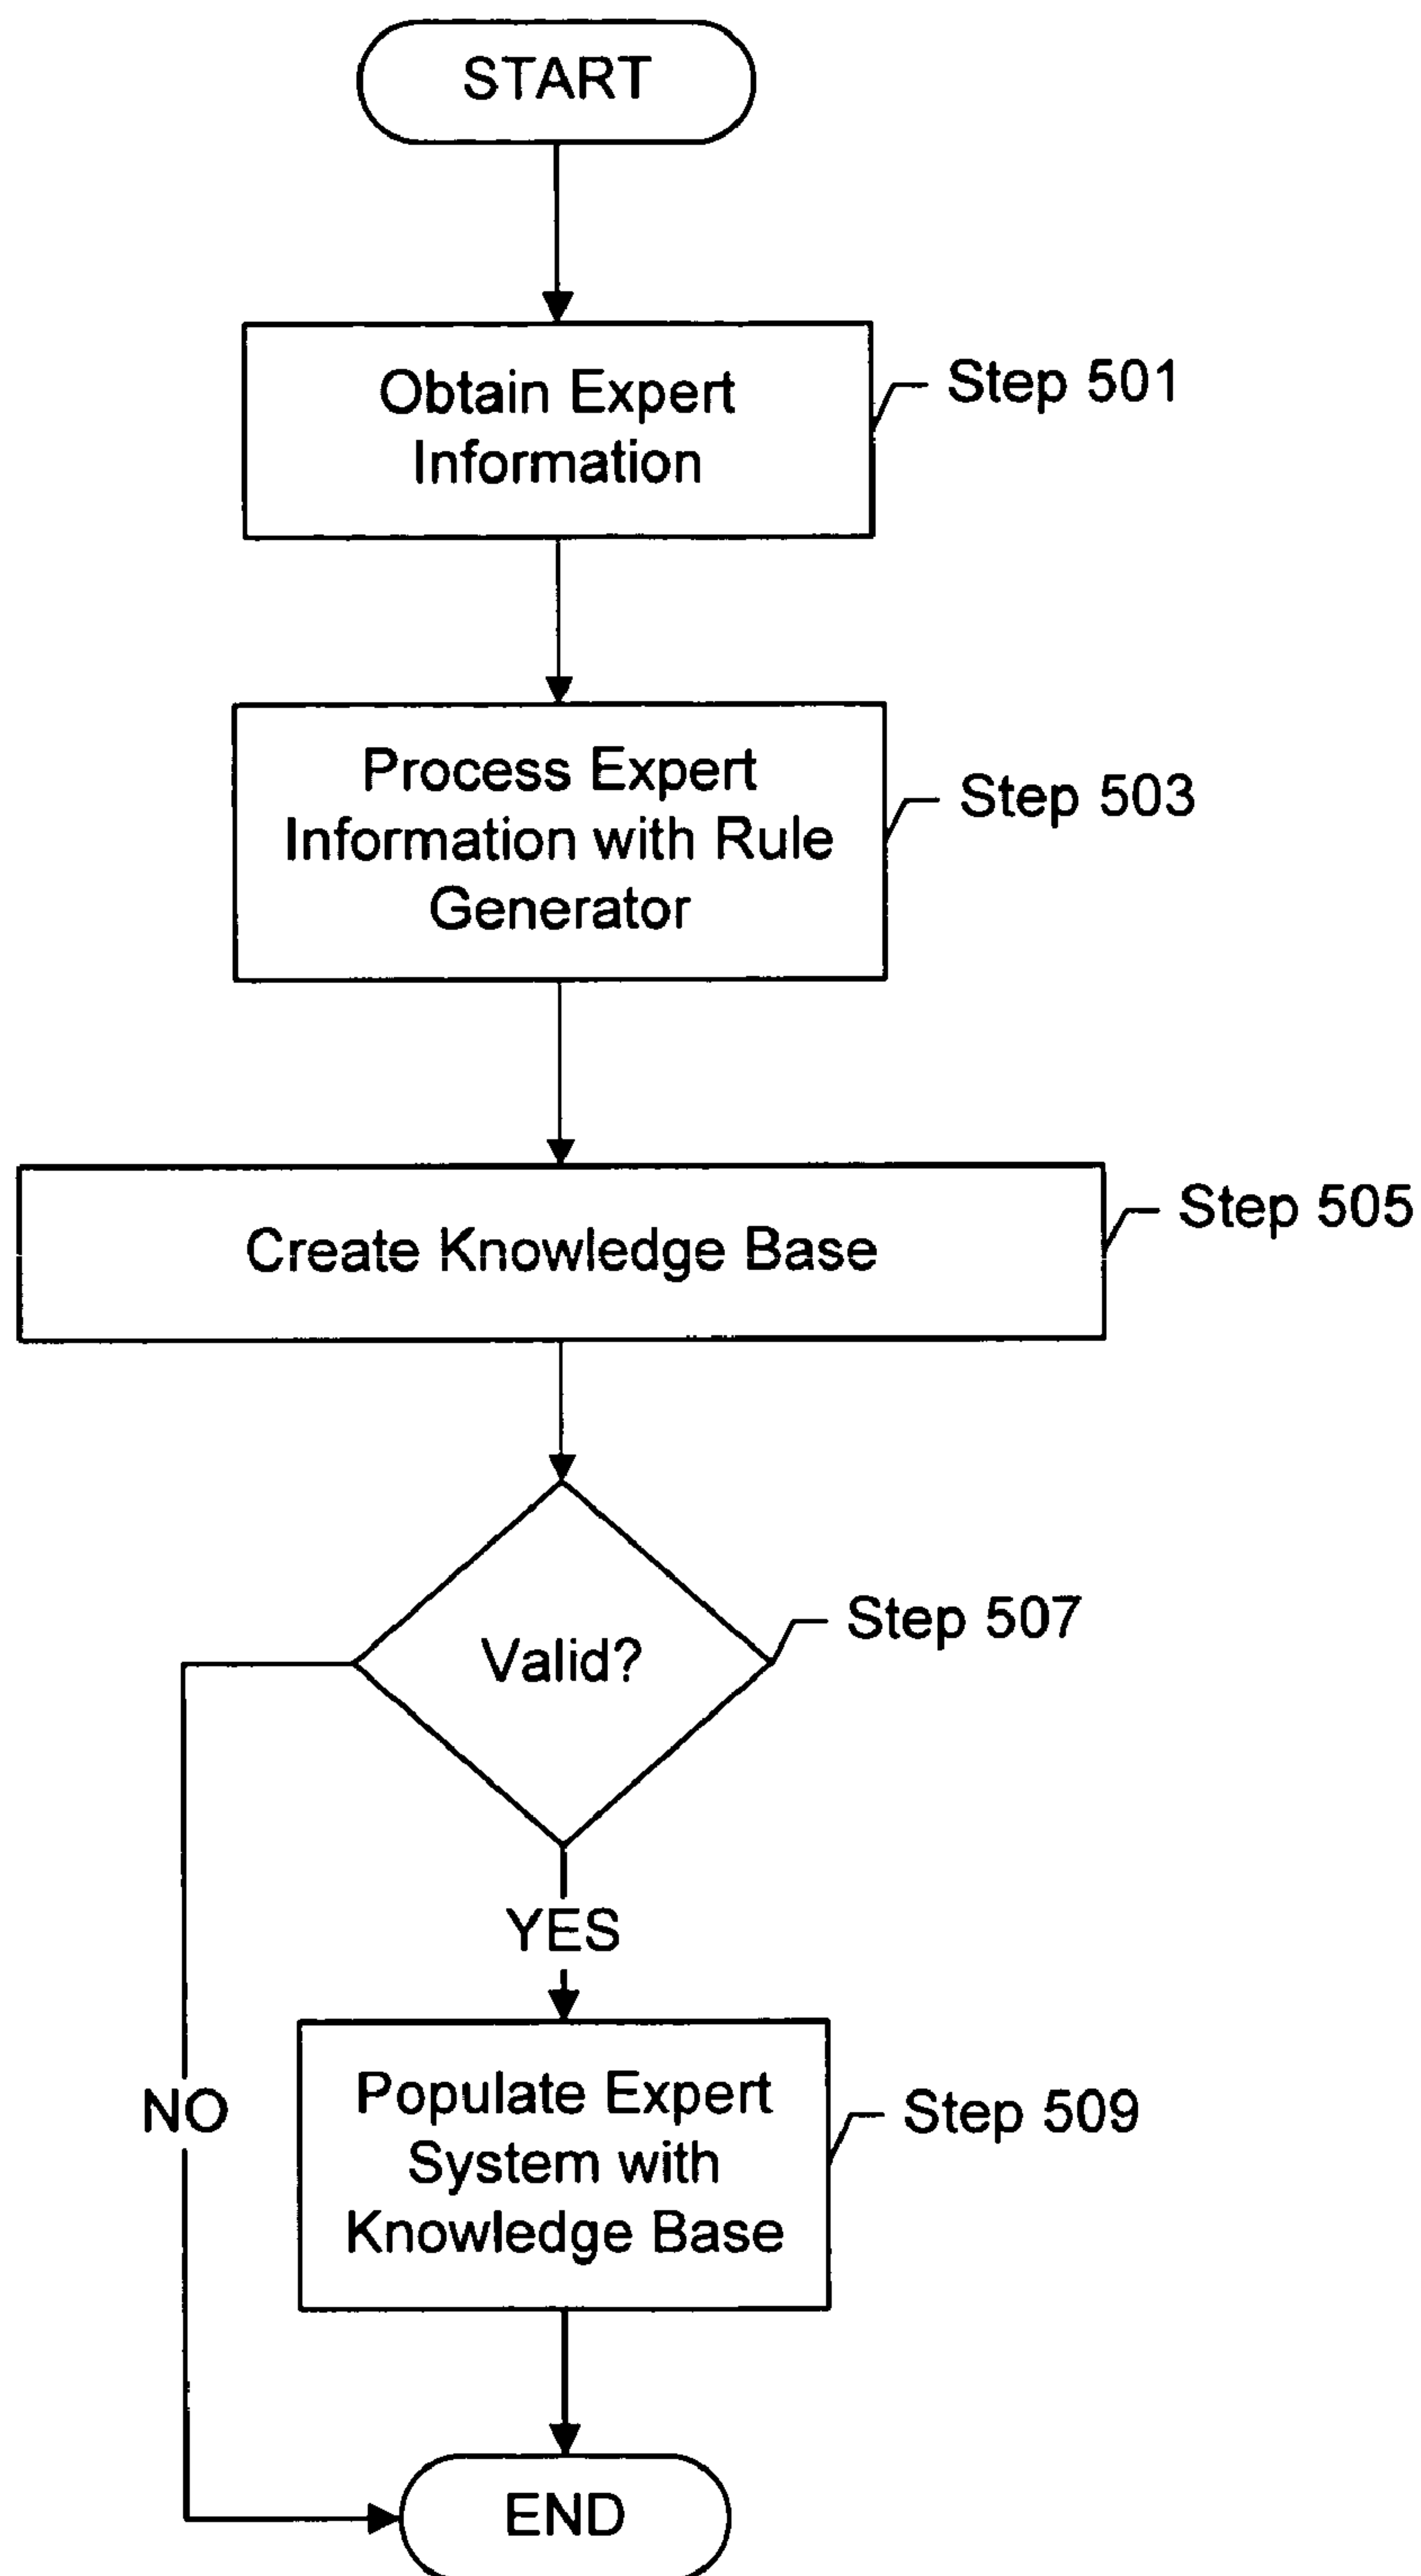 START
Obtain Expert
Information
Step 501
Process Expert
Information with Rule
Generator
Step 503
Create Knowledge Base
Step 505
Valid?
Step 507
YES
NO
Populate Expert
System with
Knowledge Base
Step 509
END